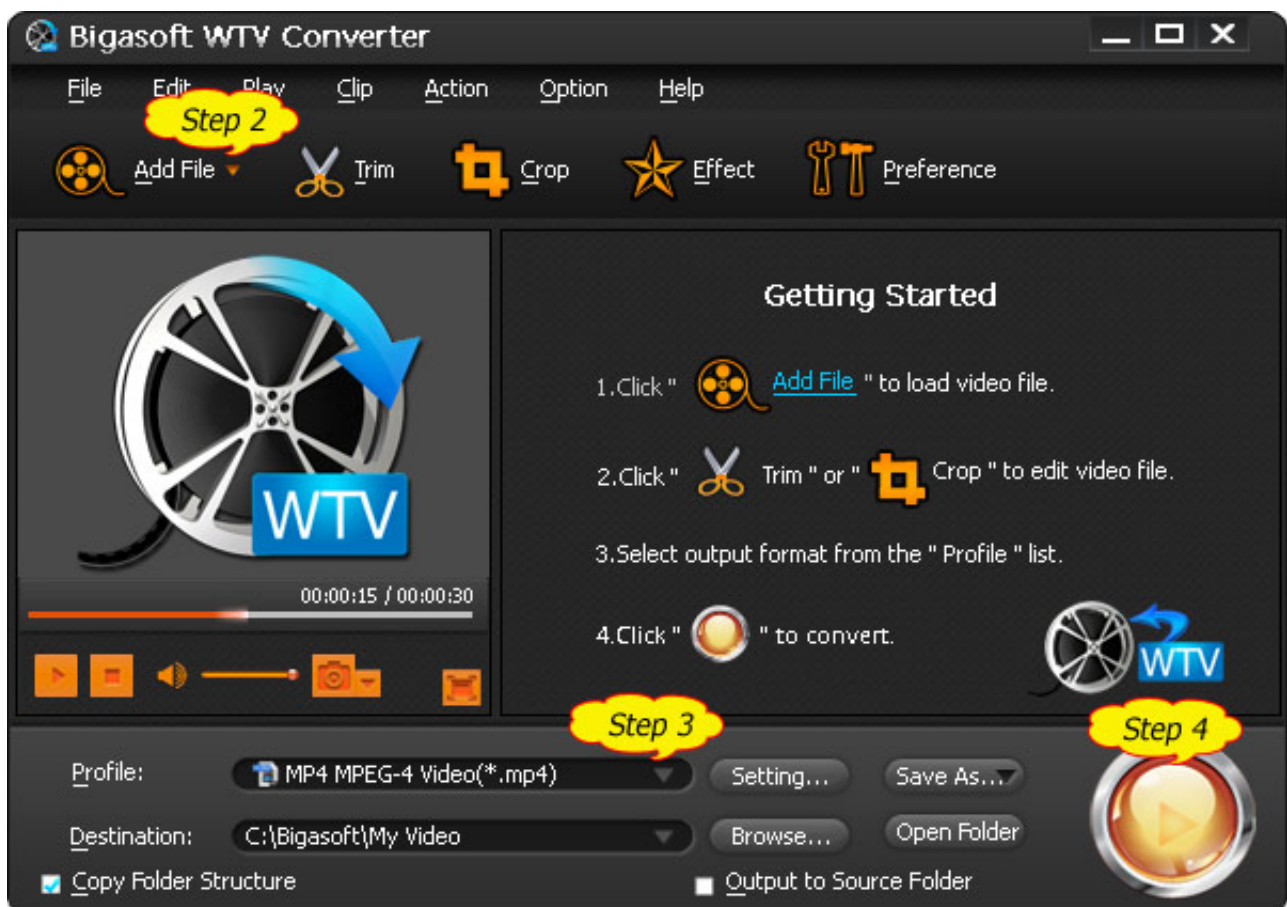 Bigasoft WTV Converter
File Edit Play Clip Action Option Help
Step 2
Add File Trim Crop Effect Preference
Getting Started
1.Click " Add File " to load video file.
2.Click " Trim " or " Crop " to edit video file.
3.Select output format from the " Profile " list.
4.Click " " to convert.
WTV
WTV
00:00:15 / 00:00:30
Step 3
Step 4
Profile: MP4 MPEG-4 Video(*.mp4) Setting... Save As...
Destination: C:\Bigasoft\My Video Browse... Open Folder
Copy Folder Structure Output to Source Folder